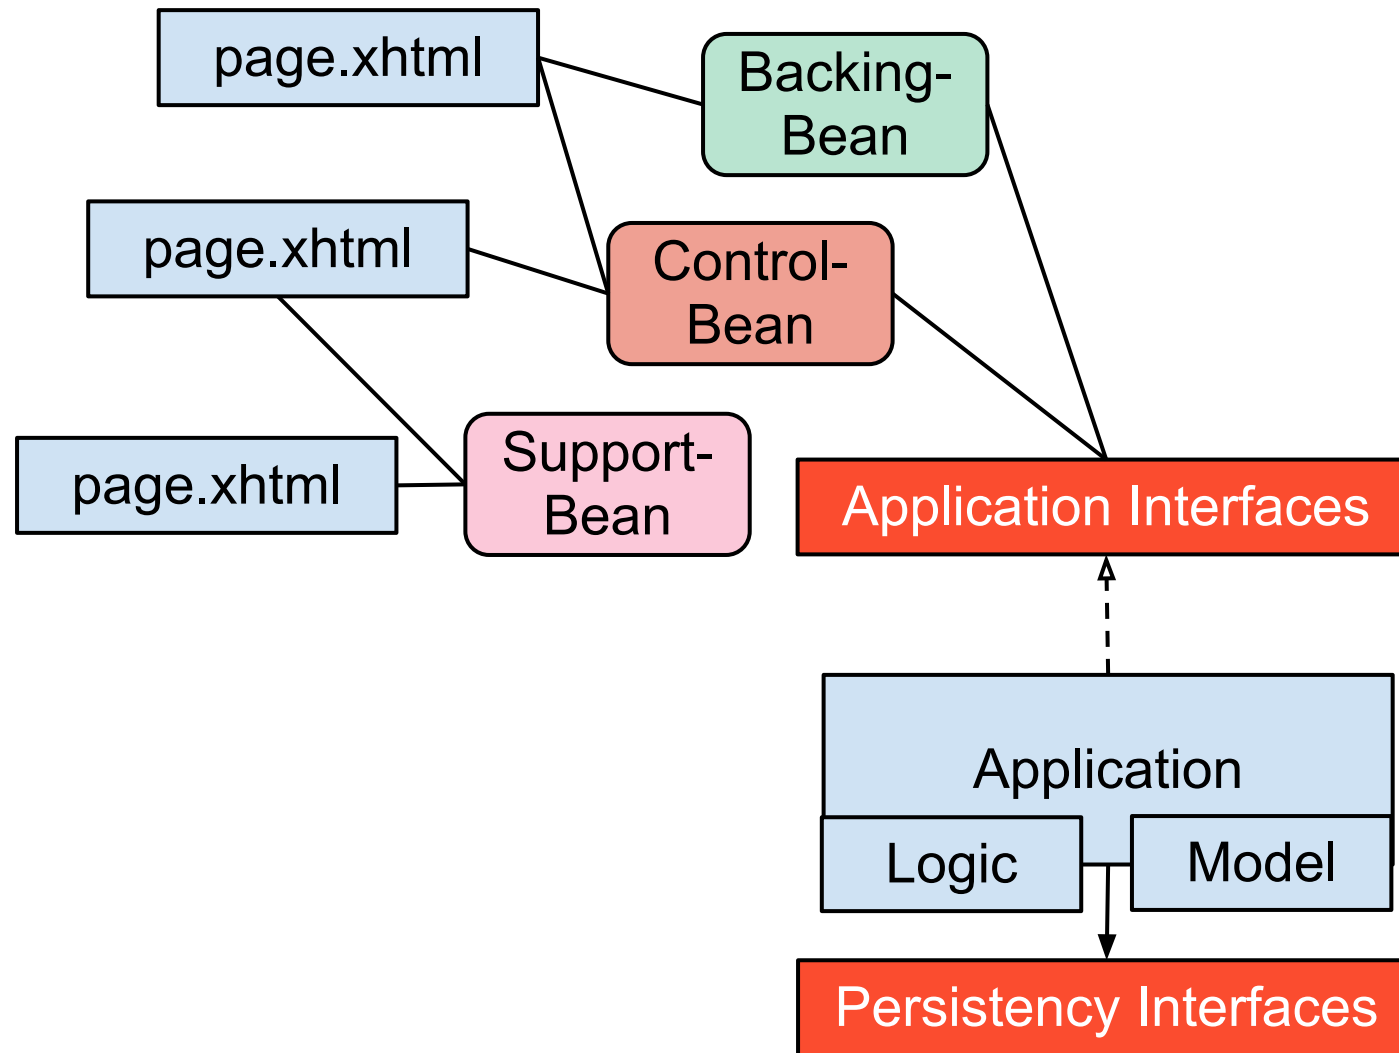 page.xhtml
Backing-
Bean
page.xhtml
Control-
Bean
page.xhtml
Support-
Bean
Application Interfaces
Application
Logic
Model
Persistency Interfaces